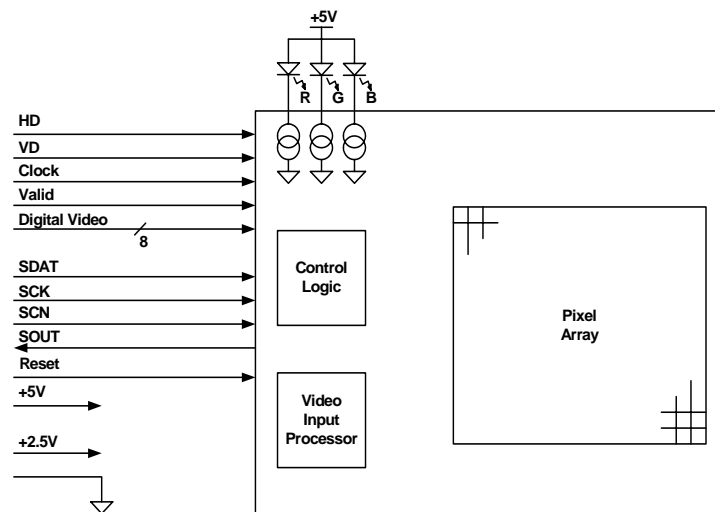 +5V
R G B
HD
VD
Clock
Valid
Digital Video
8
SDAT
SCK
SCN
SOUT
Reset
+5V
+2.5V
Control
Logic
Video
Input
Processor
Pixel
Array